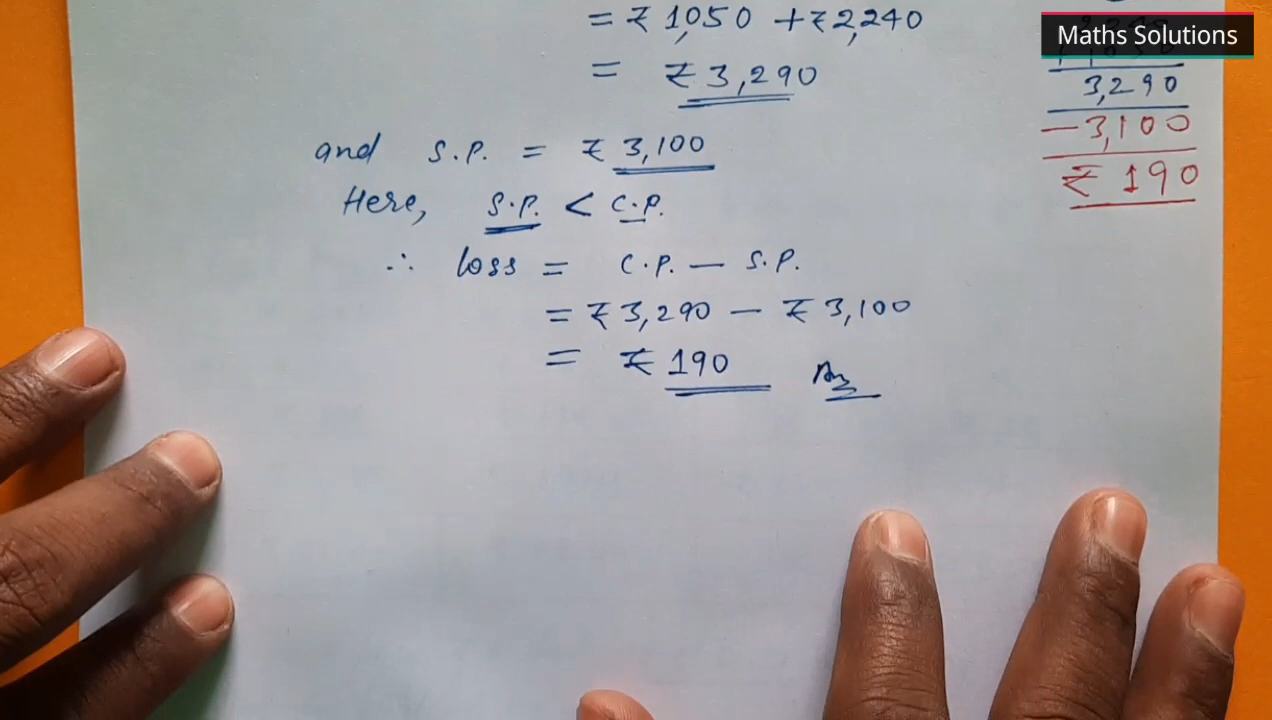 = ₹ 1,050 + ₹ 2,240
= ₹ 3,290
and S.P. = ₹ 3,100
Here, S.P. < C.P.
∴ loss = C.P. — S.P.
= ₹ 3,290 — ₹ 3,100
= ₹ 190 Ans
Maths Solutions
3,290
— 3,100
₹ 190